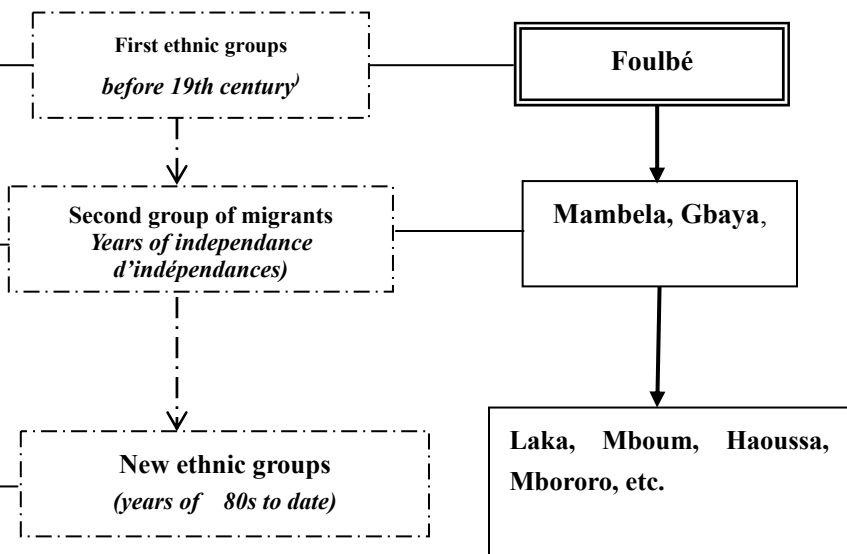 First ethnic groups
before 19th century)
Foulbé
Second group of migrants
Years of independance
d’indépendances)
Mambela, Gbaya,
New ethnic groups
(years of 80s to date)
Laka, Mboum, Haoussa,
Mbororo, etc.